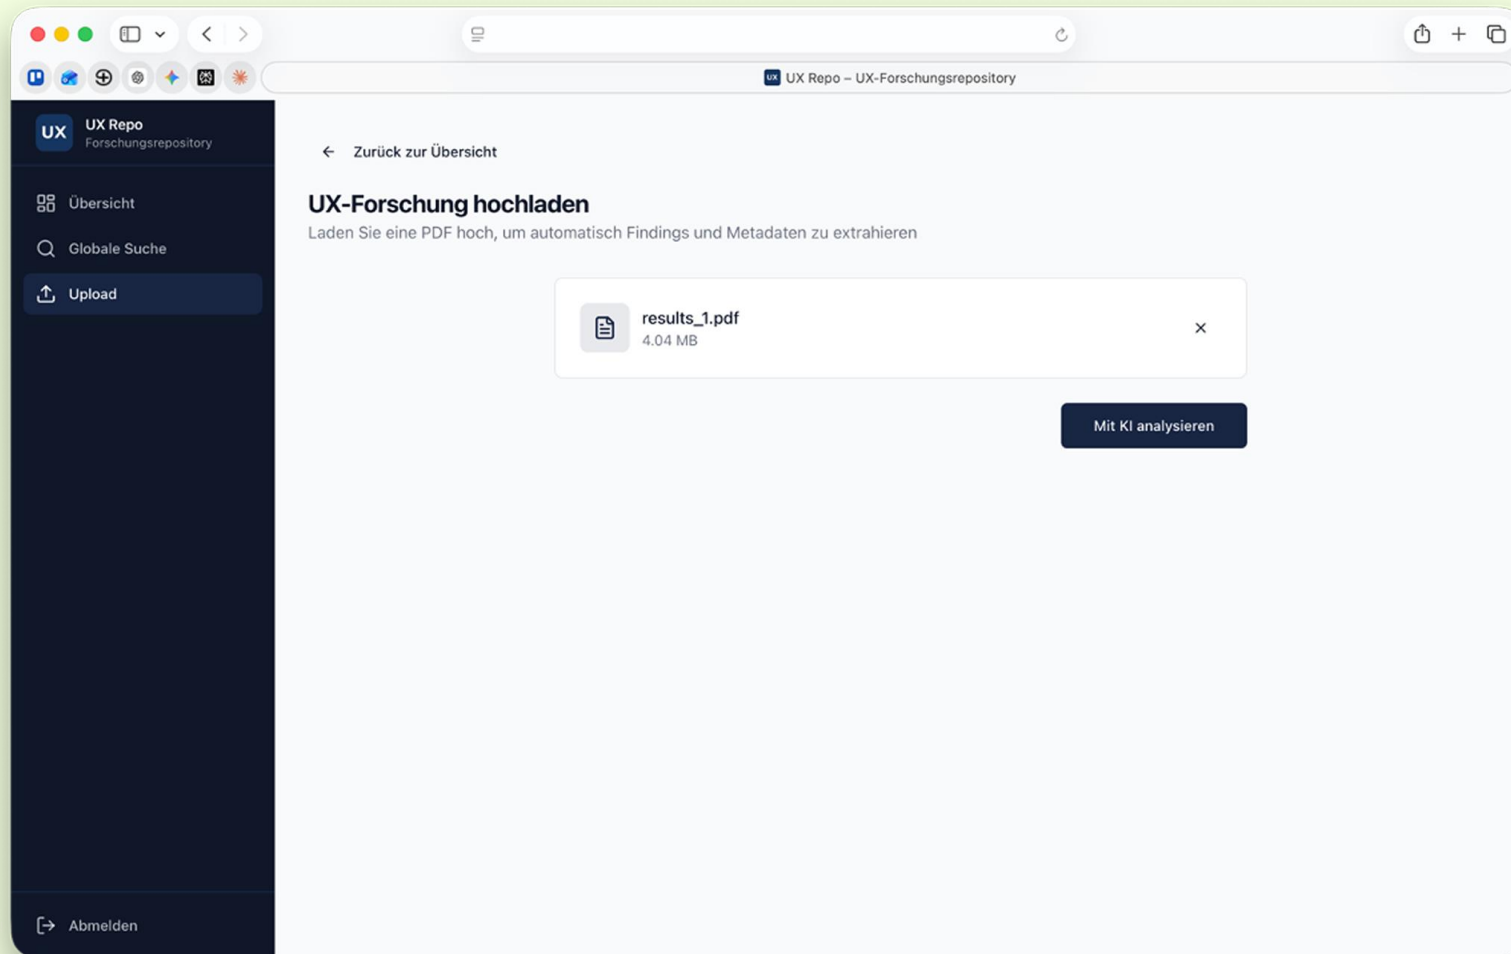 UX UX Repo – UX-Forschungsrepository
UX
UX Repo
Forschungsrepository
Übersicht
Globale Suche
Upload
Abmelden
Zurück zur Übersicht
UX-Forschung hochladen
Laden Sie eine PDF hoch, um automatisch Findings und Metadaten zu extrahieren
results_1.pdf
4.04 MB
Mit KI analysieren